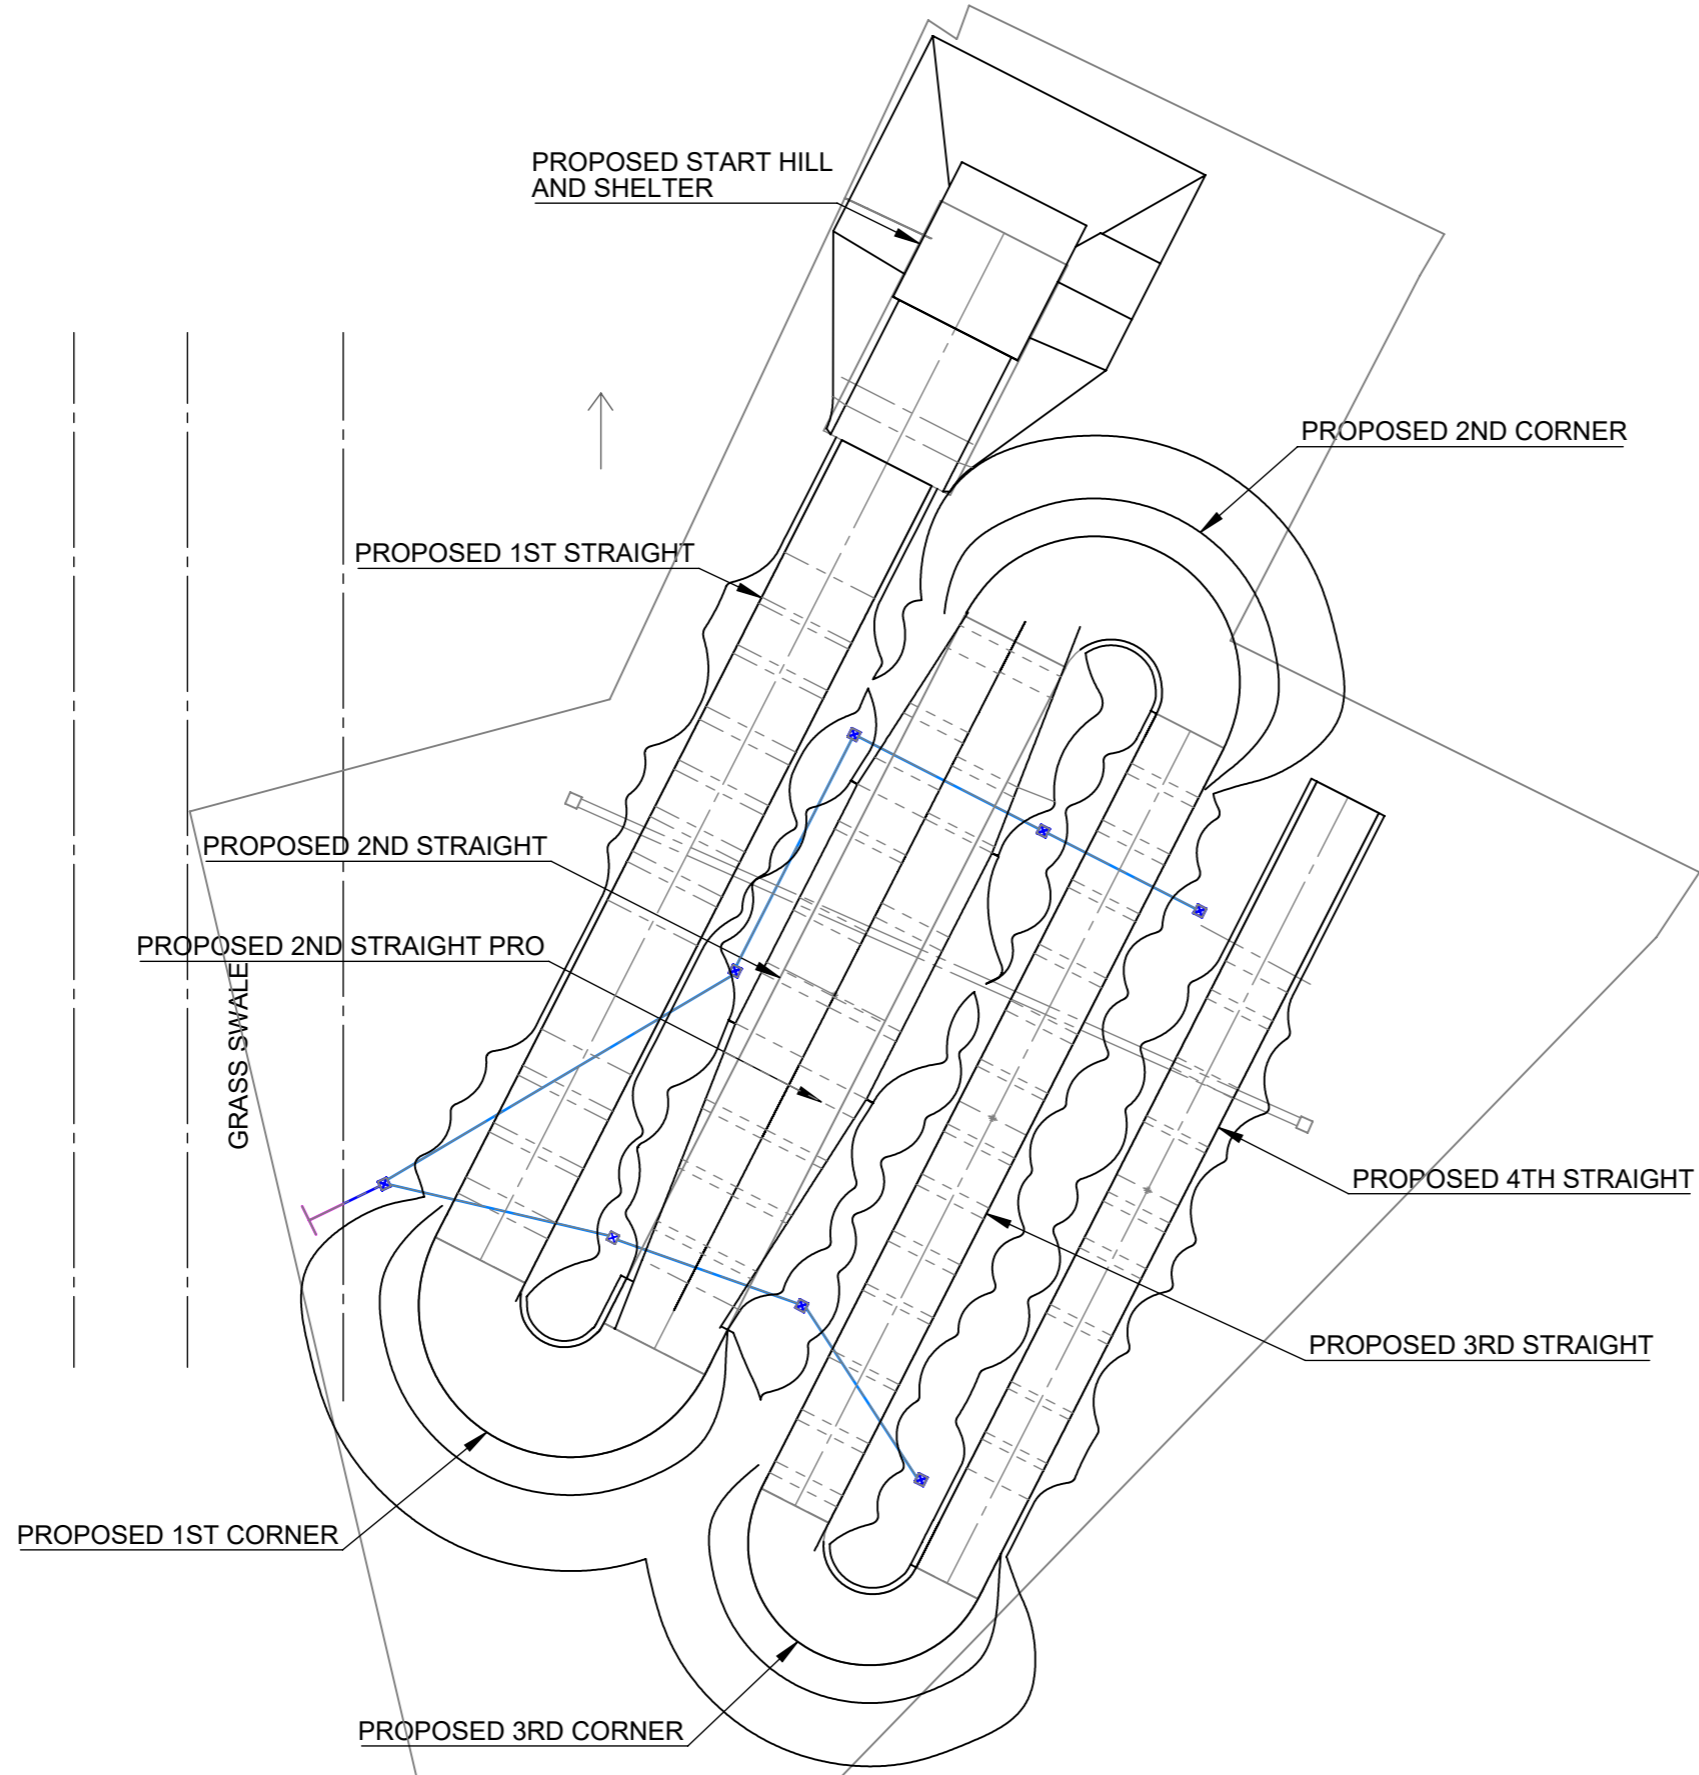 PROPOSED START HILL
AND SHELTER
PROPOSED 2ND CORNER
PROPOSED 1ST STRAIGHT
PROPOSED 2ND STRAIGHT
PROPOSED 2ND STRAIGHT PRO
GRASS SWALE
PROPOSED 4TH STRAIGHT
PROPOSED 3RD STRAIGHT
PROPOSED 1ST CORNER
PROPOSED 3RD CORNER